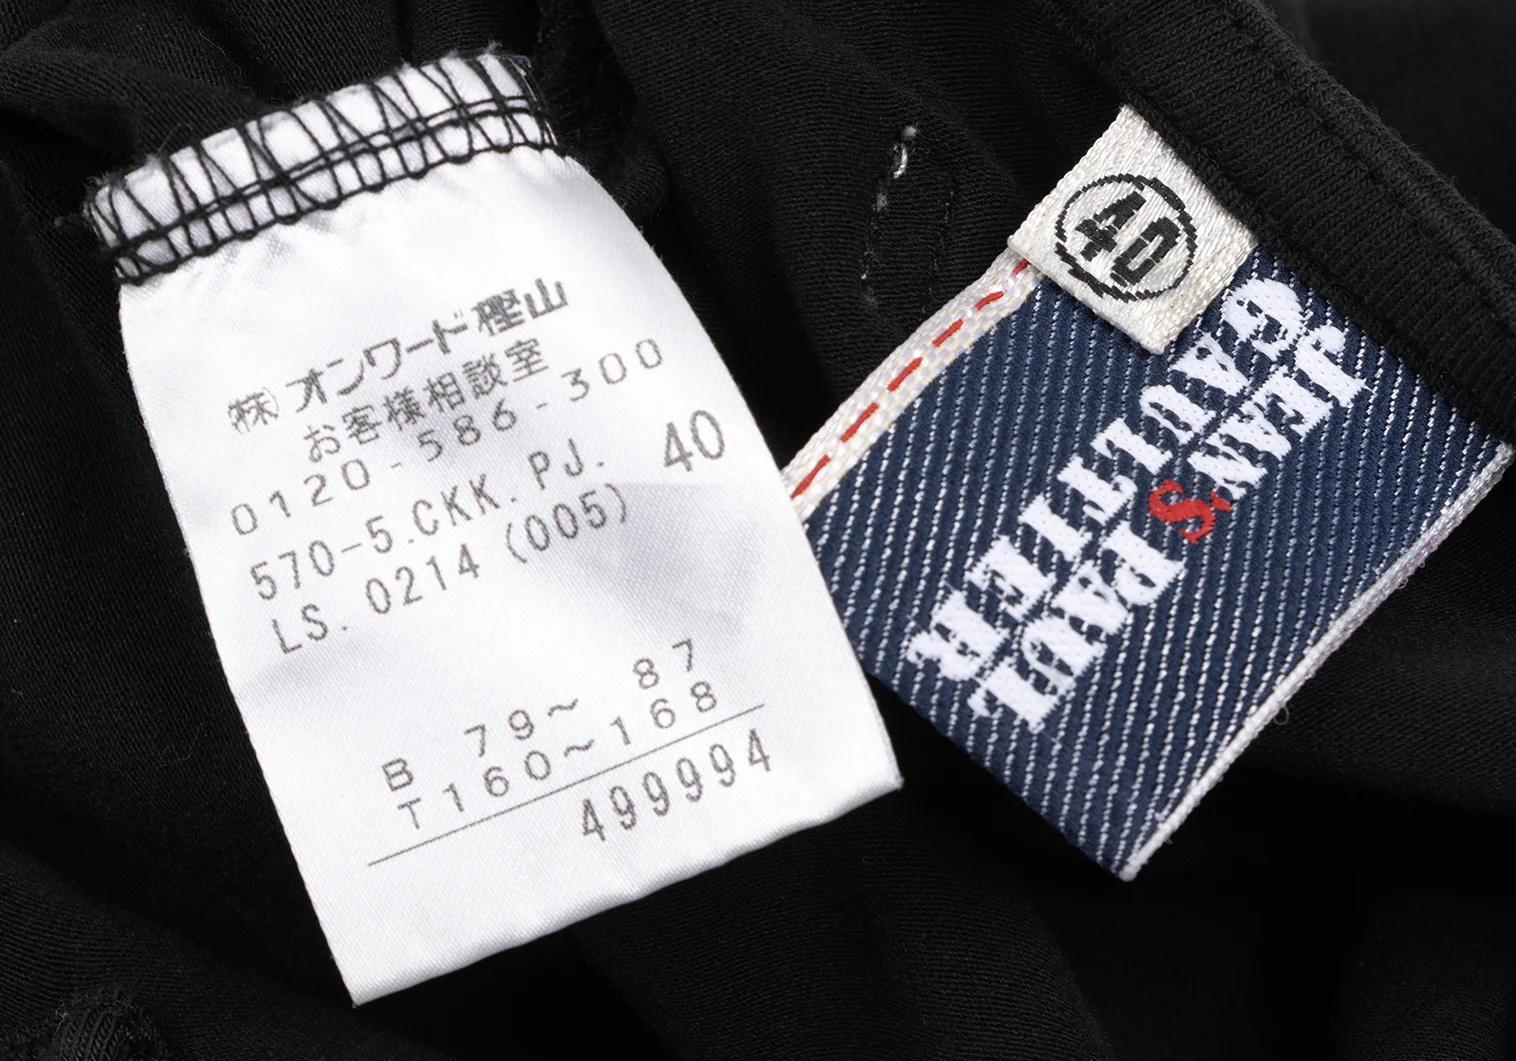 ㈱オンワード樫山
お客様相談室
0120-586-300
570-5.CKK.PJ. 40
LS. 0214 (005)
B 79~ 87
T160~168
499994
40
JEAN'S PAUL
GAULTIER